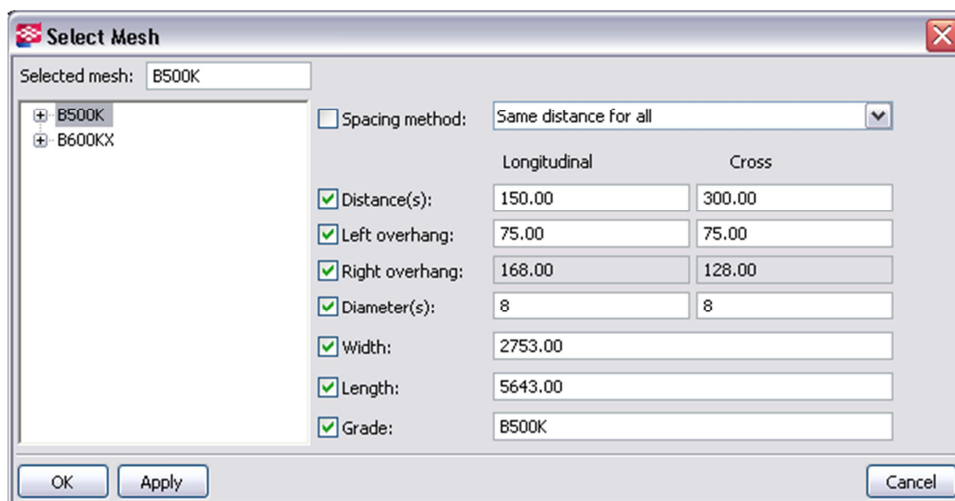 Select Mesh
Selected mesh: B500K
B500K
B600KX
Spacing method: Same distance for all
Longitudinal Cross
Distance(s): 150.00 300.00
Left overhang: 75.00 75.00
Right overhang: 168.00 128.00
Diameter(s): 8 8
Width: 2753.00
Length: 5643.00
Grade: B500K
OK Apply Cancel